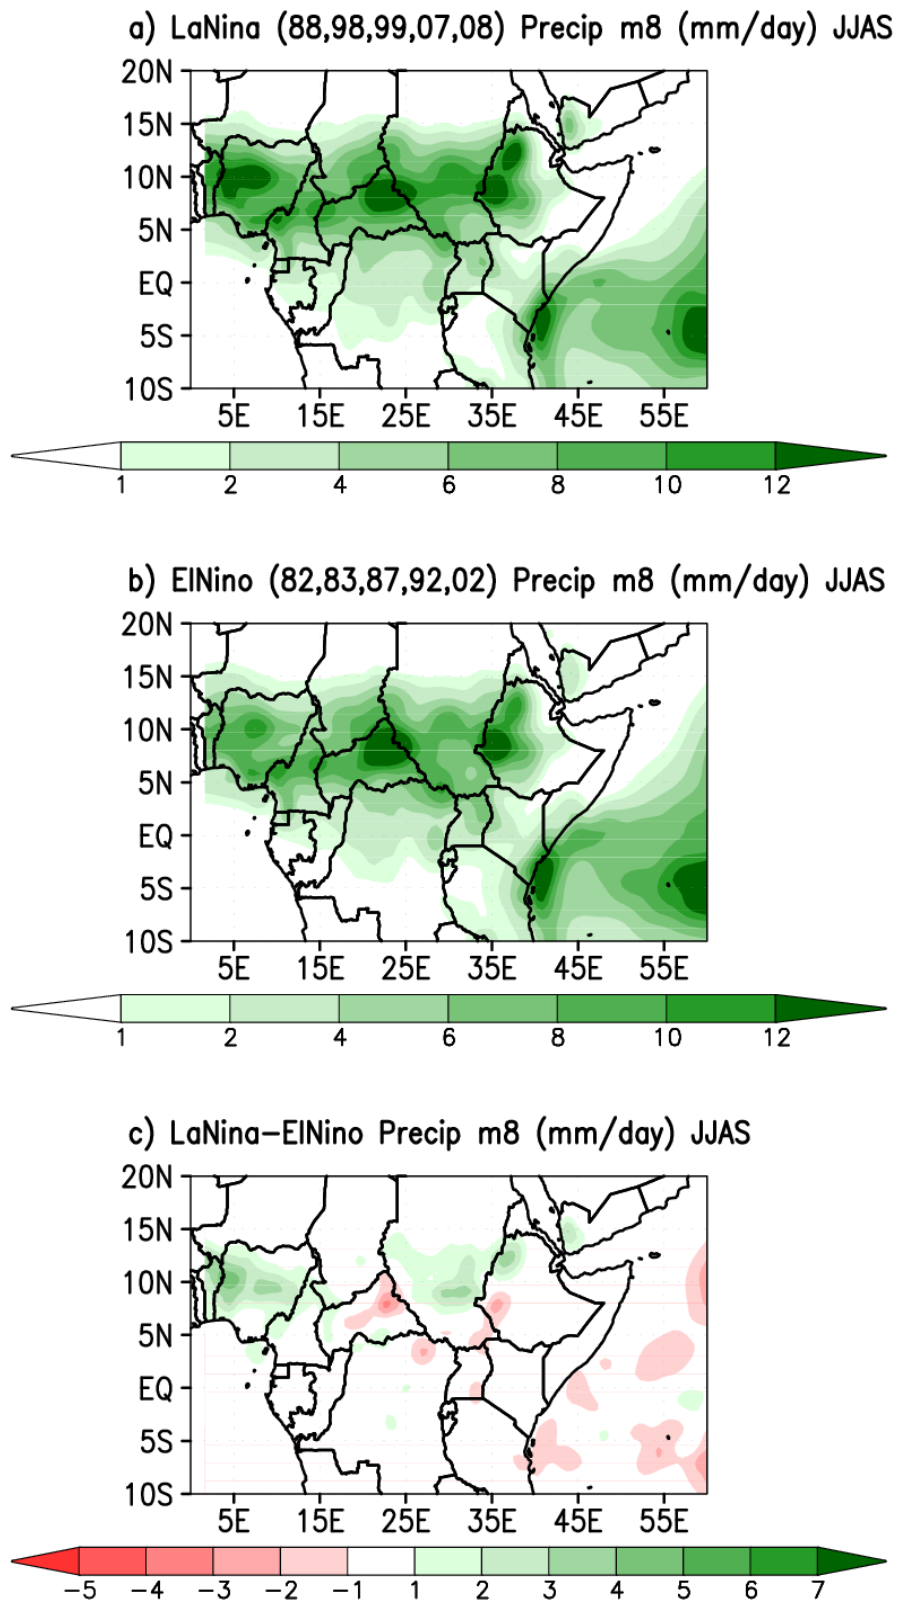 a) LaNina (88,98,99,07,08) Precip m8 (mm/day) JJAS
20N
15N
10N
5N
EQ
5S
10S
5E 15E 25E 35E 45E 55E
1 2 4 6 8 10 12
b) ElNino (82,83,87,92,02) Precip m8 (mm/day) JJAS
20N
15N
10N
5N
EQ
5S
10S
5E 15E 25E 35E 45E 55E
1 2 4 6 8 10 12
c) LaNina-ElNino Precip m8 (mm/day) JJAS
20N
15N
10N
5N
EQ
5S
10S
5E 15E 25E 35E 45E 55E
-5 -4 -3 -2 -1 1 2 3 4 5 6 7